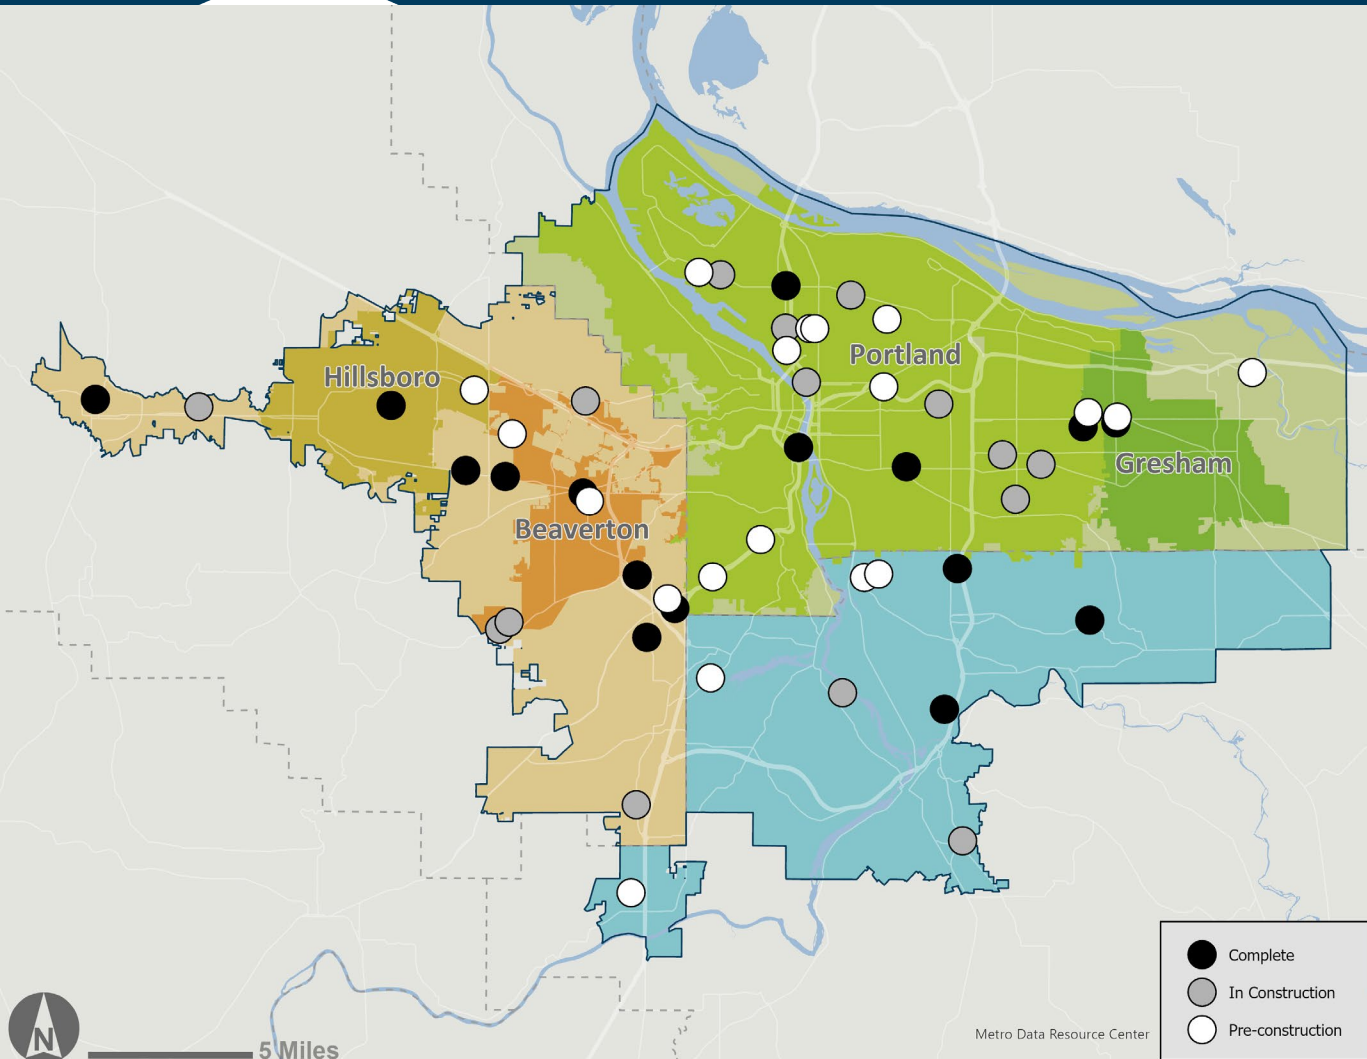 Portland
Hillsboro
Gresham
Beaverton
Complete
In Construction
Pre-construction
Metro Data Resource Center
N
5 Miles